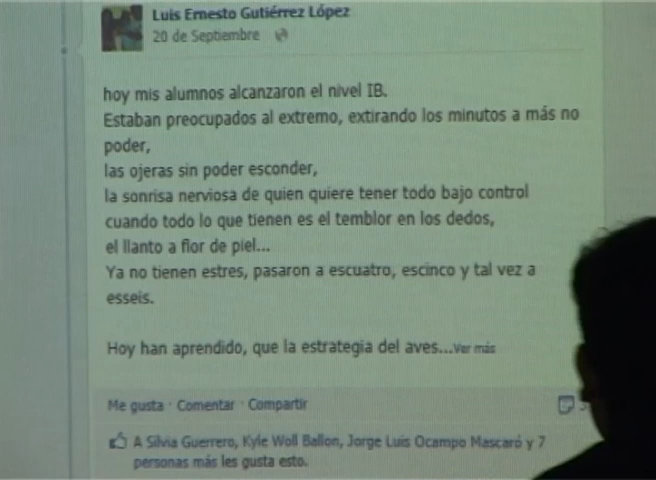 Luis Ernesto Gutiérrez López
20 de Septiembre
hoy mis alumnos alcanzaron el nivel IB.
Estaban preocupados al extremo, extirando los minutos a más no
poder,
las ojeras sin poder esconder,
la sonrisa nerviosa de quien quiere tener todo bajo control
cuando todo lo que tienen es el temblor en los dedos,
el llanto a flor de piel...
Ya no tienen estres, pasaron a escuatro, escinco y tal vez a
esseis.
Hoy han aprendido, que la estrategia del aves...Ver más
Me gusta · Comentar · Compartir
A Silvia Guerrero, Kyle Woll Ballon, Jorge Luis Ocampo Mascaró y 7
personas más les gusta esto.